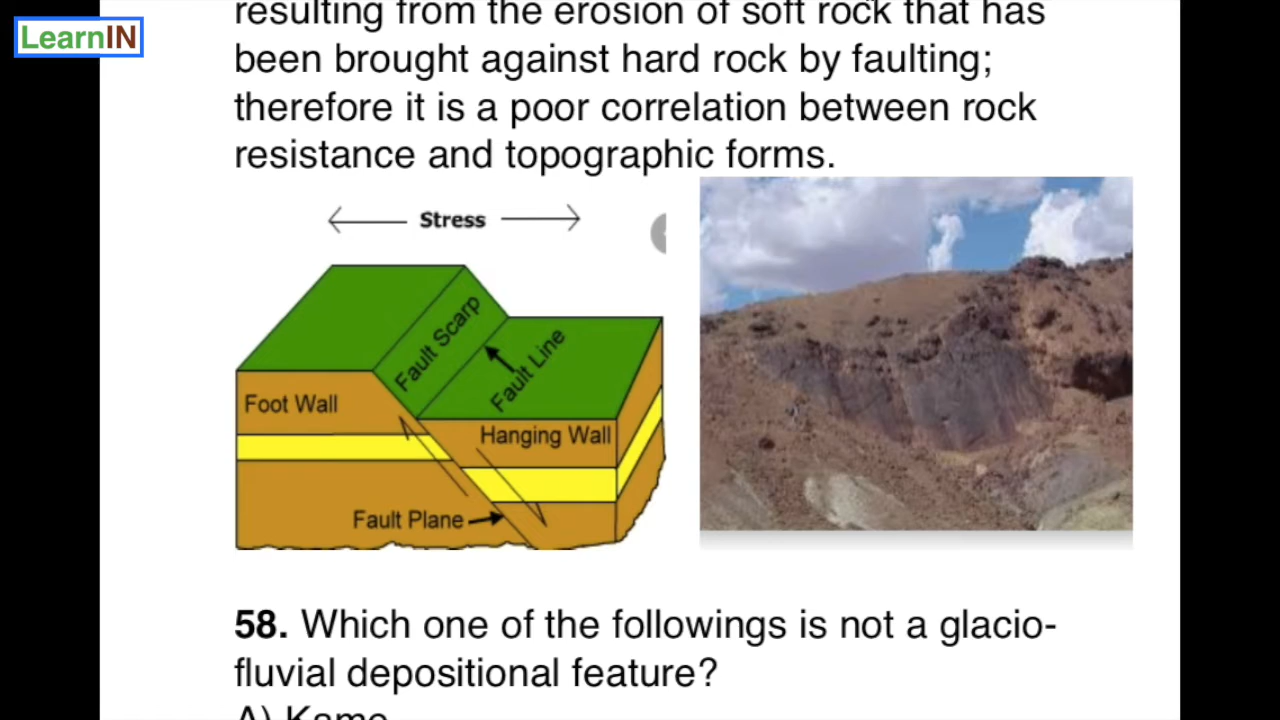 LearnIN
resulting from the erosion of soft rock that has
been brought against hard rock by faulting;
therefore it is a poor correlation between rock
resistance and topographic forms.
Stress
Fault Scarp
Fault Line
Foot Wall
Hanging Wall
Fault Plane
58. Which one of the followings is not a glacio-
fluvial depositional feature?
A) Kame